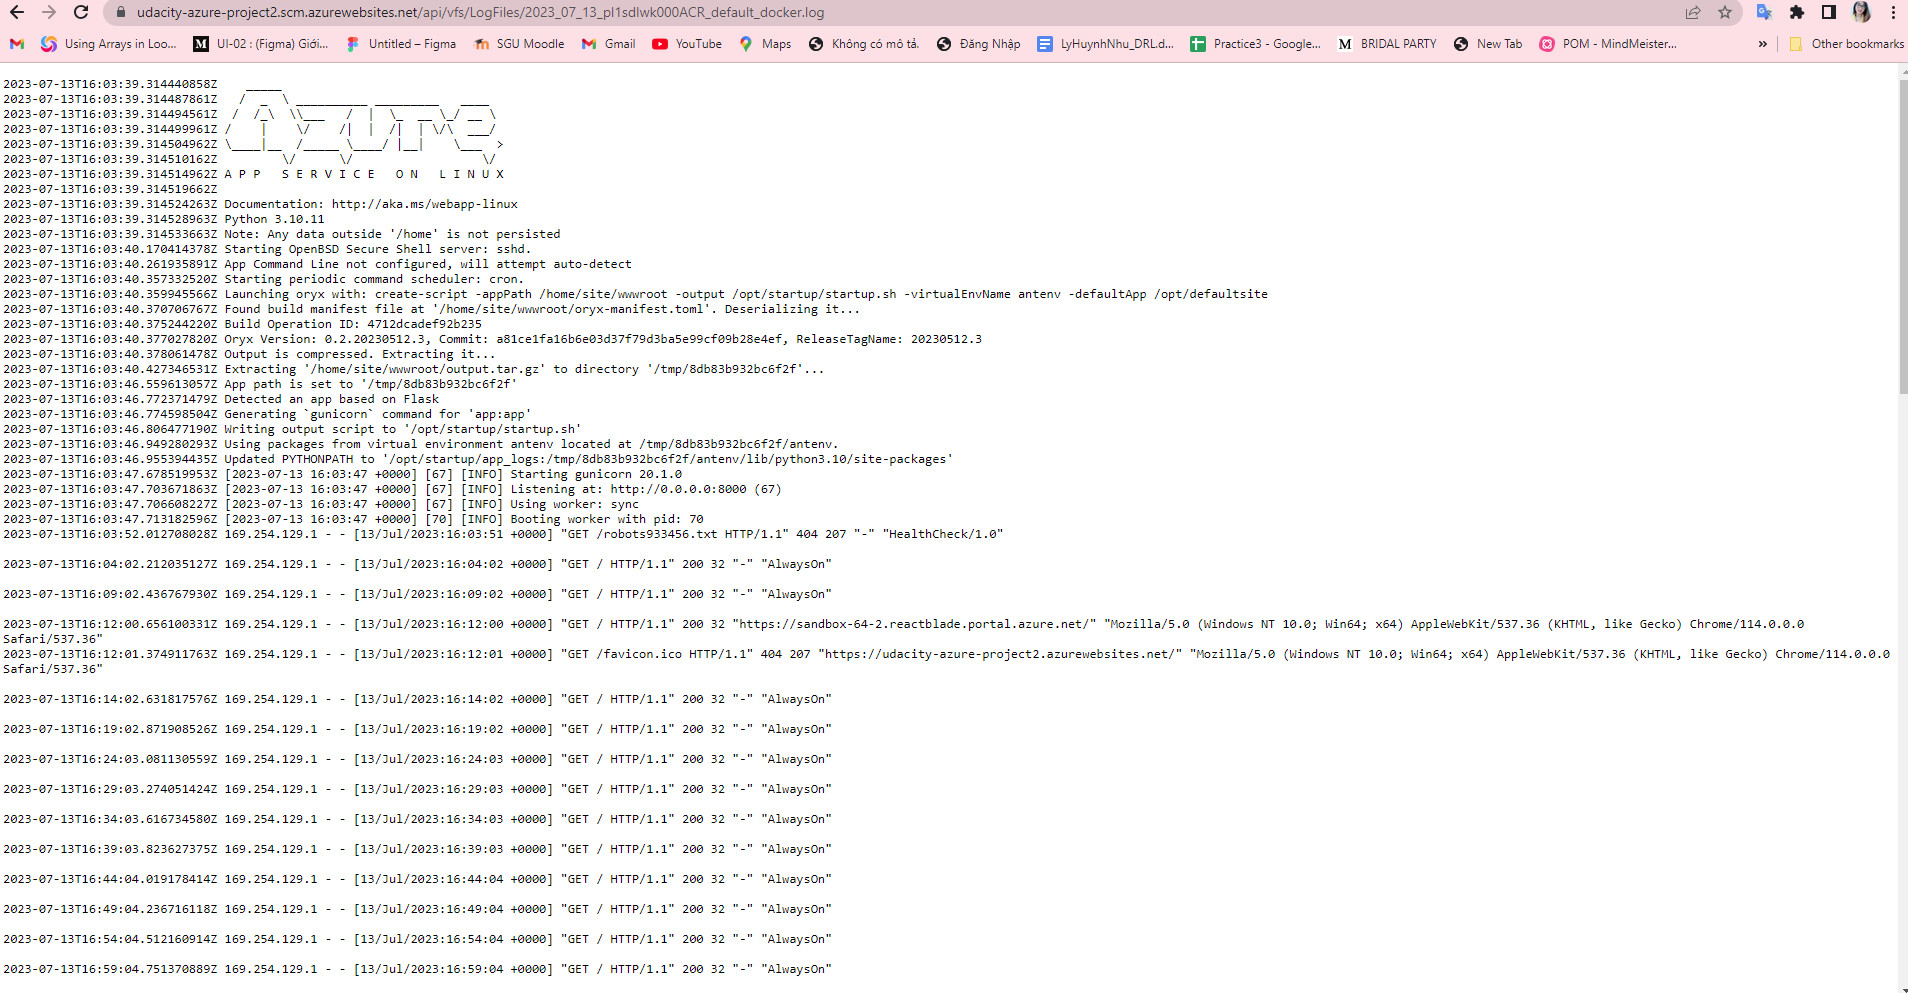 udacity-azure-project2.scm.azurewebsites.net/api/vfs/LogFiles/2023_07_13_pl1sdlwk000ACR_default_docker.log
Using Arrays in Loo... UI-02 : (Figma) Giới... Untitled – Figma SGU Moodle Gmail YouTube Maps Không có mô tả. Đăng Nhập LyHuynhNhu_DRL.d... Practice3 - Google... BRIDAL PARTY New Tab POM - MindMeister... » Other bookmarks
2023-07-13T16:03:39.314440858Z    _____
2023-07-13T16:03:39.314487861Z   /  _  \ __________ _________   ____
2023-07-13T16:03:39.314494561Z  /  /_\  \\___   /  |  \_  __ \_/ __ \
2023-07-13T16:03:39.314499961Z /    |    \/    /|  |  /|  | \/\  ___/
2023-07-13T16:03:39.314504962Z \____|__  /_____ \____/ |__|    \___  >
2023-07-13T16:03:39.314510162Z         \/      \/                  \/
2023-07-13T16:03:39.314514962Z A P P   S E R V I C E   O N   L I N U X
2023-07-13T16:03:39.314519662Z
2023-07-13T16:03:39.314524263Z Documentation: http://aka.ms/webapp-linux
2023-07-13T16:03:39.314528963Z Python 3.10.11
2023-07-13T16:03:39.314533663Z Note: Any data outside '/home' is not persisted
2023-07-13T16:03:40.170414378Z Starting OpenBSD Secure Shell server: sshd.
2023-07-13T16:03:40.261935891Z App Command Line not configured, will attempt auto-detect
2023-07-13T16:03:40.357332520Z Starting periodic command scheduler: cron.
2023-07-13T16:03:40.359945566Z Launching oryx with: create-script -appPath /home/site/wwwroot -output /opt/startup/startup.sh -virtualEnvName antenv -defaultApp /opt/defaultsite
2023-07-13T16:03:40.370706767Z Found build manifest file at '/home/site/wwwroot/oryx-manifest.toml'. Deserializing it...
2023-07-13T16:03:40.375244220Z Build Operation ID: 4712dcadef92b235
2023-07-13T16:03:40.377027820Z Oryx Version: 0.2.20230512.3, Commit: a81ce1fa16b6e03d37f79d3ba5e99cf09b28e4ef, ReleaseTagName: 20230512.3
2023-07-13T16:03:40.378061478Z Output is compressed. Extracting it...
2023-07-13T16:03:40.427346531Z Extracting '/home/site/wwwroot/output.tar.gz' to directory '/tmp/8db83b932bc6f2f'...
2023-07-13T16:03:46.559613057Z App path is set to '/tmp/8db83b932bc6f2f'
2023-07-13T16:03:46.772371479Z Detected an app based on Flask
2023-07-13T16:03:46.774598504Z Generating `gunicorn` command for 'app:app'
2023-07-13T16:03:46.806477190Z Writing output script to '/opt/startup/startup.sh'
2023-07-13T16:03:46.949280293Z Using packages from virtual environment antenv located at /tmp/8db83b932bc6f2f/antenv.
2023-07-13T16:03:46.955394435Z Updated PYTHONPATH to '/opt/startup/app_logs:/tmp/8db83b932bc6f2f/antenv/lib/python3.10/site-packages'
2023-07-13T16:03:47.678519953Z [2023-07-13 16:03:47 +0000] [67] [INFO] Starting gunicorn 20.1.0
2023-07-13T16:03:47.703671863Z [2023-07-13 16:03:47 +0000] [67] [INFO] Listening at: http://0.0.0.0:8000 (67)
2023-07-13T16:03:47.706608227Z [2023-07-13 16:03:47 +0000] [67] [INFO] Using worker: sync
2023-07-13T16:03:47.713182596Z [2023-07-13 16:03:47 +0000] [70] [INFO] Booting worker with pid: 70
2023-07-13T16:03:52.012708028Z 169.254.129.1 - - [13/Jul/2023:16:03:51 +0000] "GET /robots933456.txt HTTP/1.1" 404 207 "-" "HealthCheck/1.0"
2023-07-13T16:04:02.212035127Z 169.254.129.1 - - [13/Jul/2023:16:04:02 +0000] "GET / HTTP/1.1" 200 32 "-" "AlwaysOn"
2023-07-13T16:09:02.436767930Z 169.254.129.1 - - [13/Jul/2023:16:09:02 +0000] "GET / HTTP/1.1" 200 32 "-" "AlwaysOn"
2023-07-13T16:12:00.656100331Z 169.254.129.1 - - [13/Jul/2023:16:12:00 +0000] "GET / HTTP/1.1" 200 32 "https://sandbox-64-2.reactblade.portal.azure.net/" "Mozilla/5.0 (Windows NT 10.0; Win64; x64) AppleWebKit/537.36 (KHTML, like Gecko) Chrome/114.0.0.0
Safari/537.36"
2023-07-13T16:12:01.374911763Z 169.254.129.1 - - [13/Jul/2023:16:12:01 +0000] "GET /favicon.ico HTTP/1.1" 404 207 "https://udacity-azure-project2.azurewebsites.net/" "Mozilla/5.0 (Windows NT 10.0; Win64; x64) AppleWebKit/537.36 (KHTML, like Gecko) Chrome/114.0.0.0
Safari/537.36"
2023-07-13T16:14:02.631817576Z 169.254.129.1 - - [13/Jul/2023:16:14:02 +0000] "GET / HTTP/1.1" 200 32 "-" "AlwaysOn"
2023-07-13T16:19:02.871908526Z 169.254.129.1 - - [13/Jul/2023:16:19:02 +0000] "GET / HTTP/1.1" 200 32 "-" "AlwaysOn"
2023-07-13T16:24:03.081130559Z 169.254.129.1 - - [13/Jul/2023:16:24:03 +0000] "GET / HTTP/1.1" 200 32 "-" "AlwaysOn"
2023-07-13T16:29:03.274051424Z 169.254.129.1 - - [13/Jul/2023:16:29:03 +0000] "GET / HTTP/1.1" 200 32 "-" "AlwaysOn"
2023-07-13T16:34:03.616734580Z 169.254.129.1 - - [13/Jul/2023:16:34:03 +0000] "GET / HTTP/1.1" 200 32 "-" "AlwaysOn"
2023-07-13T16:39:03.823627375Z 169.254.129.1 - - [13/Jul/2023:16:39:03 +0000] "GET / HTTP/1.1" 200 32 "-" "AlwaysOn"
2023-07-13T16:44:04.019178414Z 169.254.129.1 - - [13/Jul/2023:16:44:04 +0000] "GET / HTTP/1.1" 200 32 "-" "AlwaysOn"
2023-07-13T16:49:04.236716118Z 169.254.129.1 - - [13/Jul/2023:16:49:04 +0000] "GET / HTTP/1.1" 200 32 "-" "AlwaysOn"
2023-07-13T16:54:04.512160914Z 169.254.129.1 - - [13/Jul/2023:16:54:04 +0000] "GET / HTTP/1.1" 200 32 "-" "AlwaysOn"
2023-07-13T16:59:04.751370889Z 169.254.129.1 - - [13/Jul/2023:16:59:04 +0000] "GET / HTTP/1.1" 200 32 "-" "AlwaysOn"